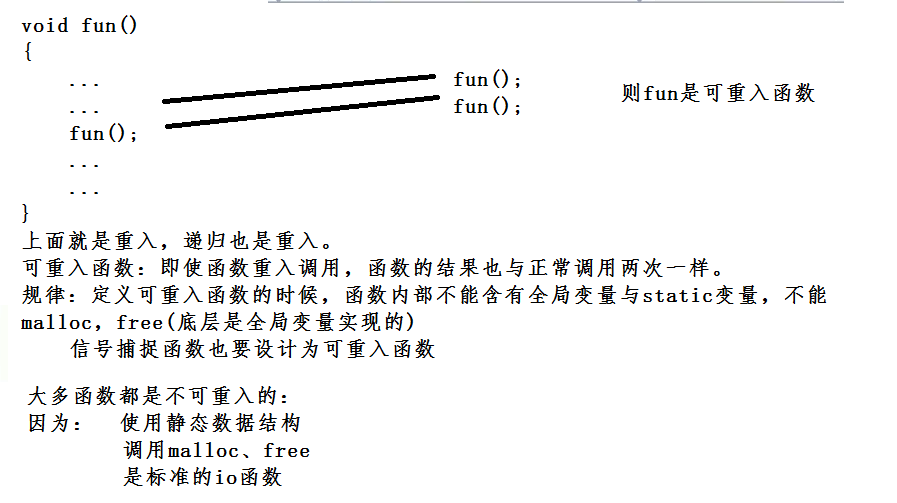 void fun()
{
...
... fun();
fun(); fun();
... 则fun是可重入函数
...
}
上面就是重入，递归也是重入。
可重入函数：即使函数重入调用，函数的结果也与正常调用两次一样。
规律：定义可重入函数的时候，函数内部不能含有全局变量与static变量，不能
malloc，free(底层是全局变量实现的)
信号捕捉函数也要设计为可重入函数
大多函数都是不可重入的：
因为： 使用静态数据结构
调用malloc、free
是标准的io函数